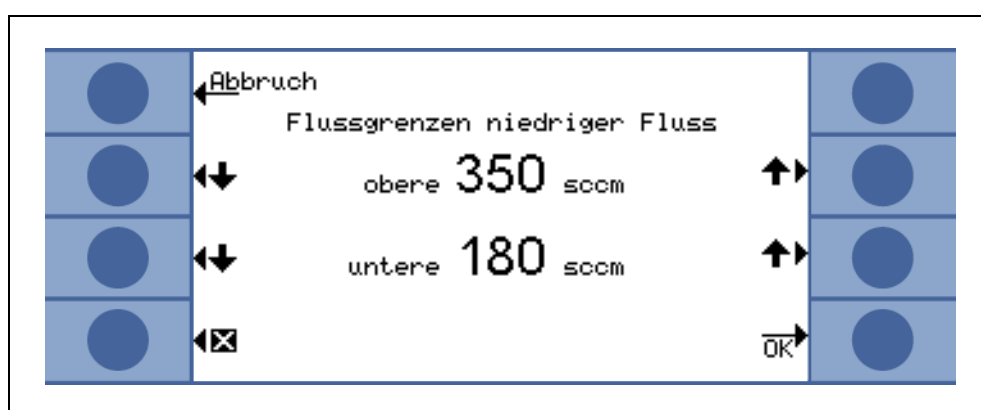 Abbruch
Flussgrenzen niedriger Fluss
obere 350 sccm
untere 180 sccm
OK